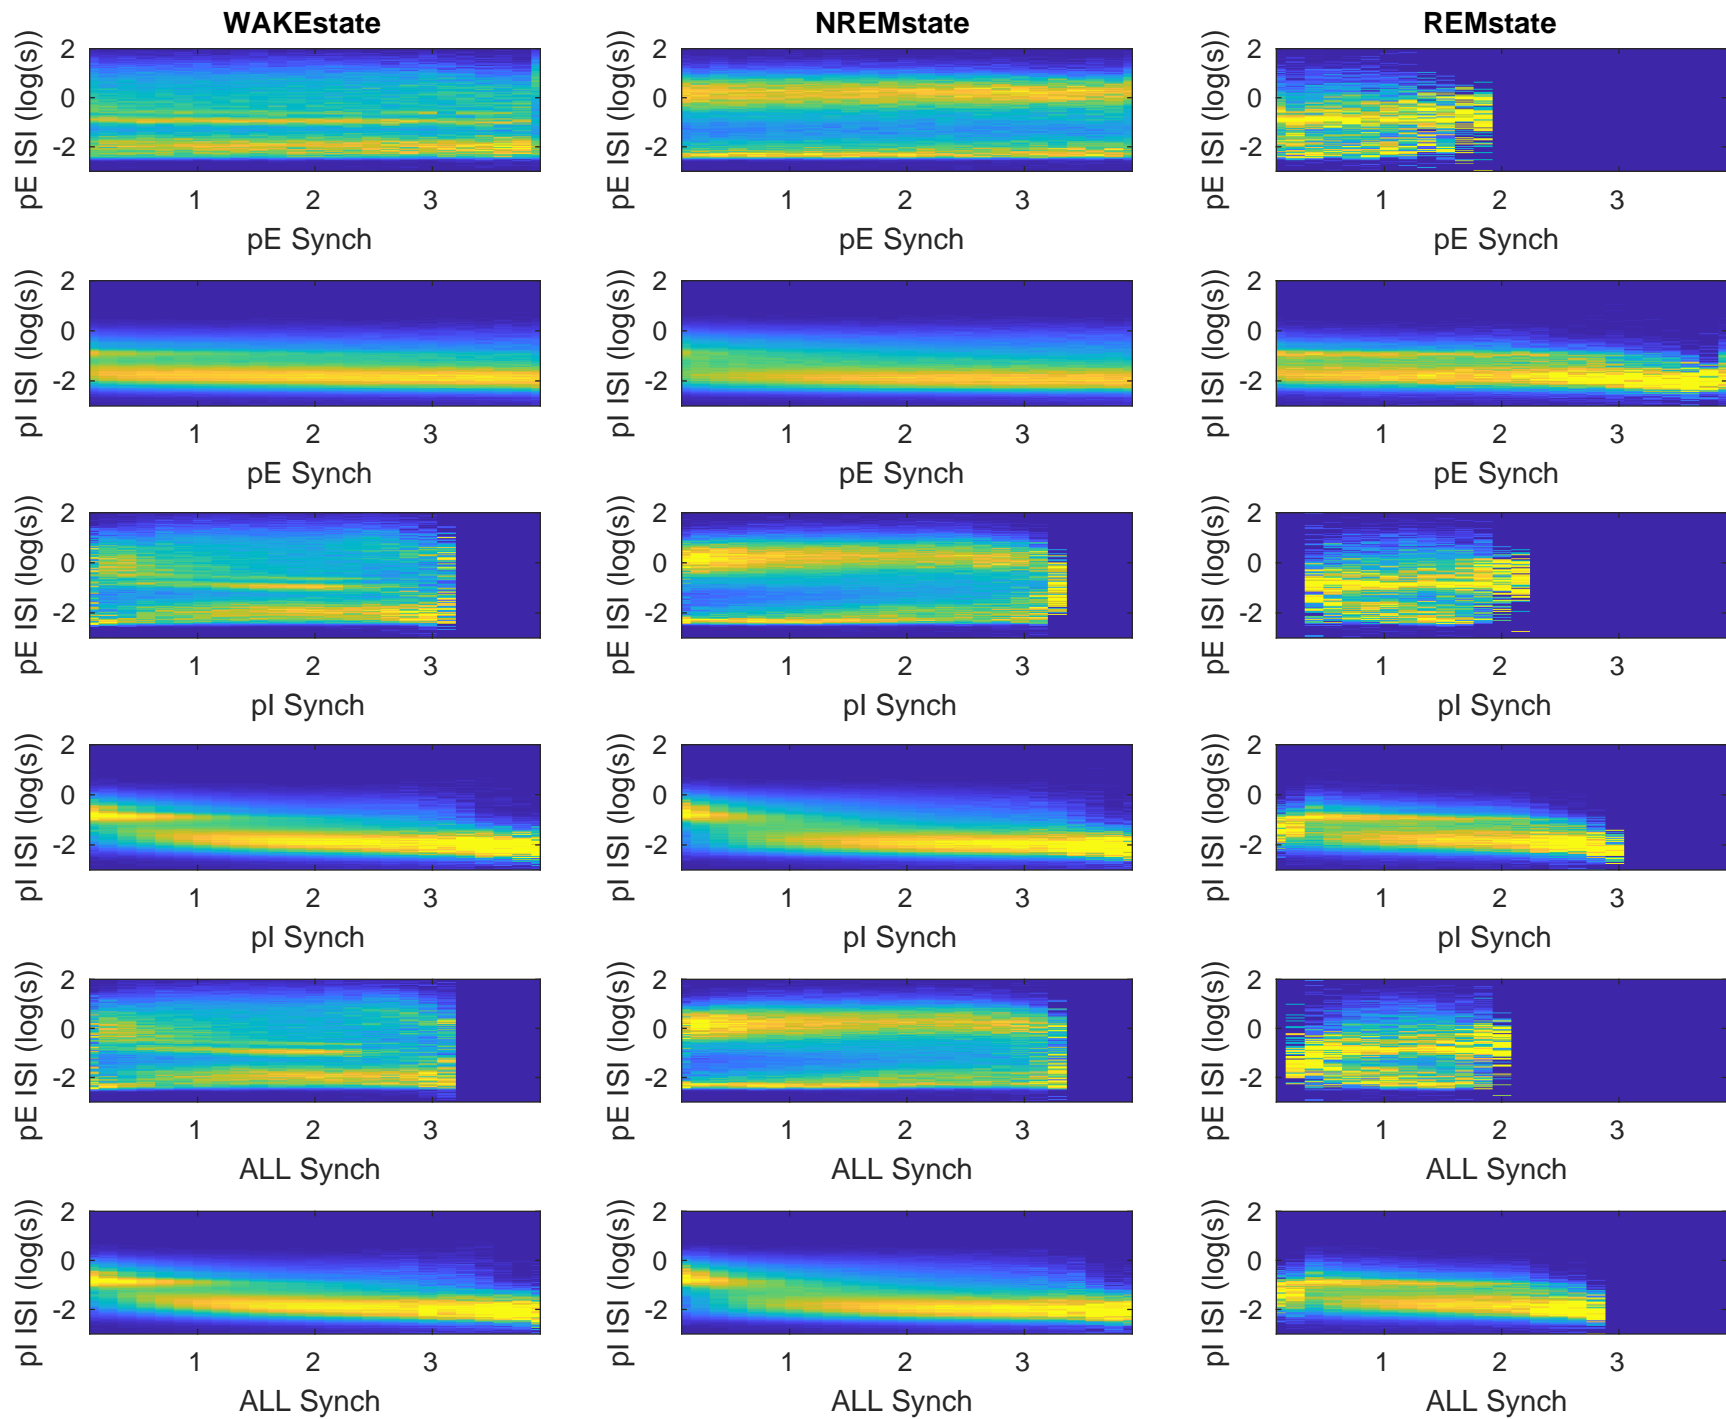 WAKEstate NREMstate REMstate
pE ISI (log(s)) 2 0 -2 pE ISI (log(s)) 2 0 -2 pE ISI (log(s)) 2 0 -2
1 2 3 1 2 3 1 2 3
pE Synch pE Synch pE Synch
pI ISI (log(s)) 2 0 -2 pI ISI (log(s)) 2 0 -2 pI ISI (log(s)) 2 0 -2
1 2 3 1 2 3 1 2 3
pE Synch pE Synch pE Synch
pE ISI (log(s)) 2 0 -2 pE ISI (log(s)) 2 0 -2 pE ISI (log(s)) 2 0 -2
1 2 3 1 2 3 1 2 3
pI Synch pI Synch pI Synch
pI ISI (log(s)) 2 0 -2 pI ISI (log(s)) 2 0 -2 pI ISI (log(s)) 2 0 -2
1 2 3 1 2 3 1 2 3
pI Synch pI Synch pI Synch
pE ISI (log(s)) 2 0 -2 pE ISI (log(s)) 2 0 -2 pE ISI (log(s)) 2 0 -2
1 2 3 1 2 3 1 2 3
ALL Synch ALL Synch ALL Synch
pI ISI (log(s)) 2 0 -2 pI ISI (log(s)) 2 0 -2 pI ISI (log(s)) 2 0 -2
1 2 3 1 2 3 1 2 3
ALL Synch ALL Synch ALL Synch